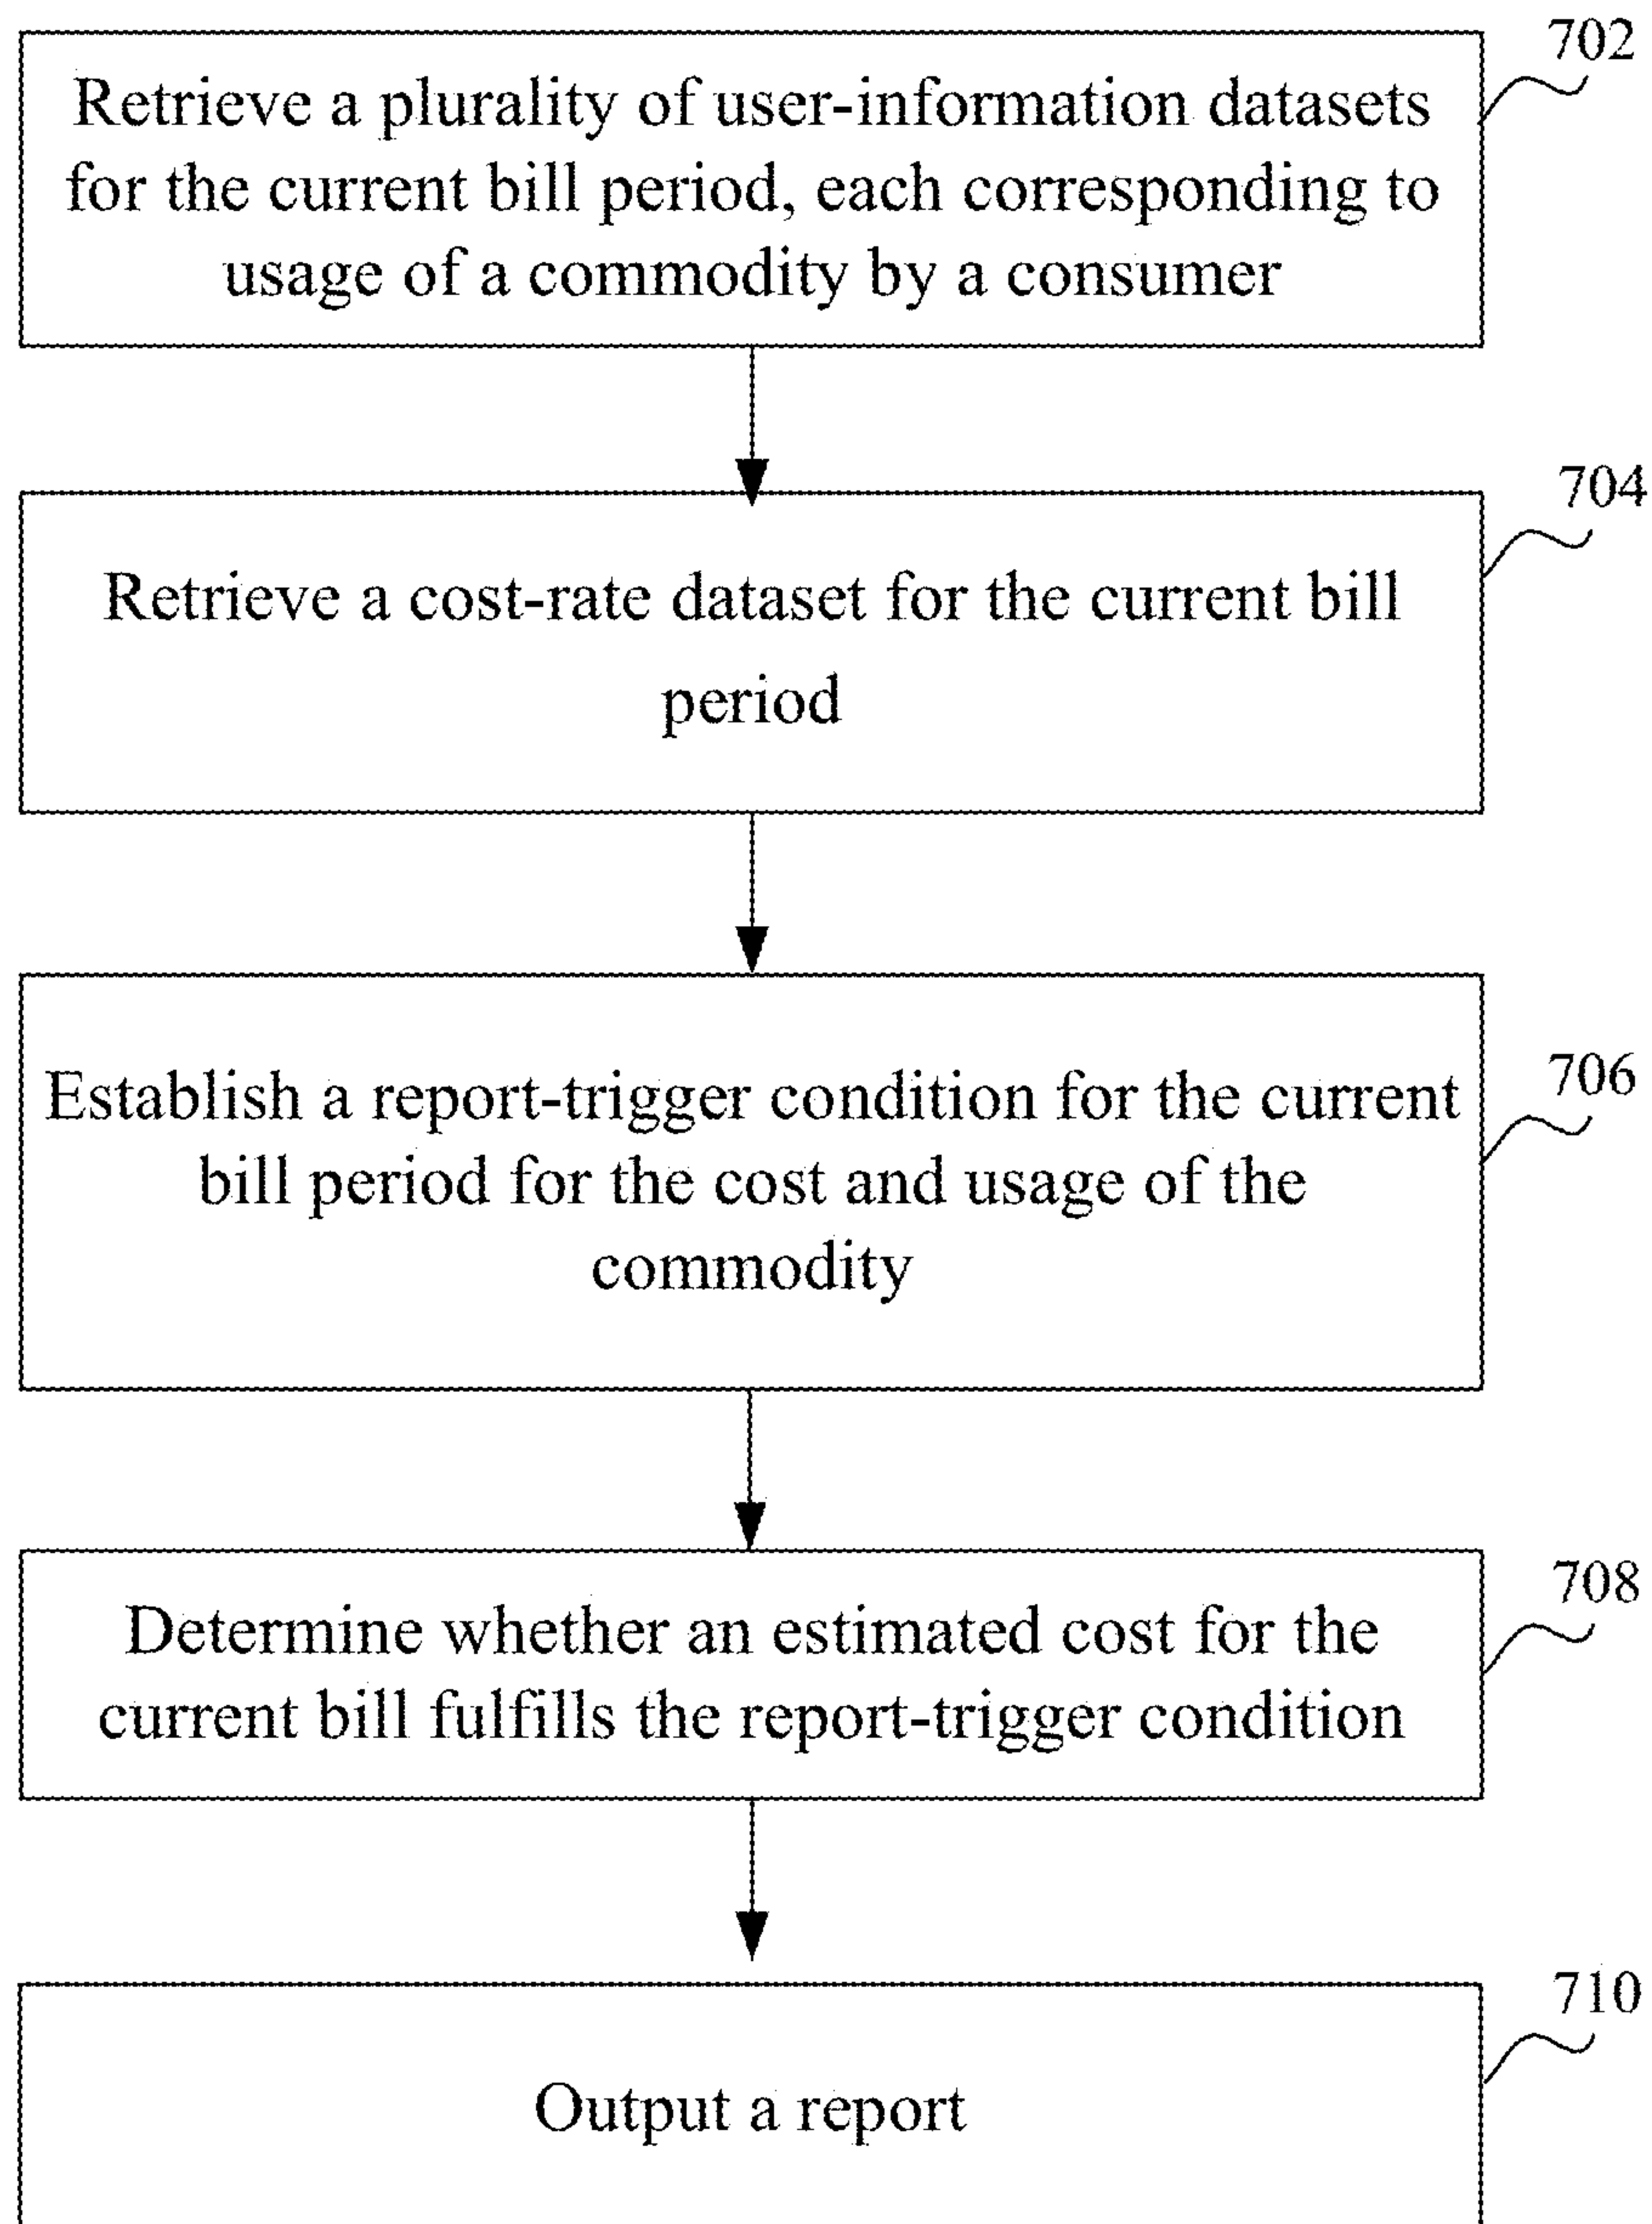 702
Retrieve a plurality of user-information datasets
for the current bill period, each corresponding to
usage of a commodity by a consumer
704
Retrieve a cost-rate dataset for the current bill
period
706
Establish a report-trigger condition for the current
bill period for the cost and usage of the
commodity
708
Determine whether an estimated cost for the
current bill fulfills the report-trigger condition
710
Output a report